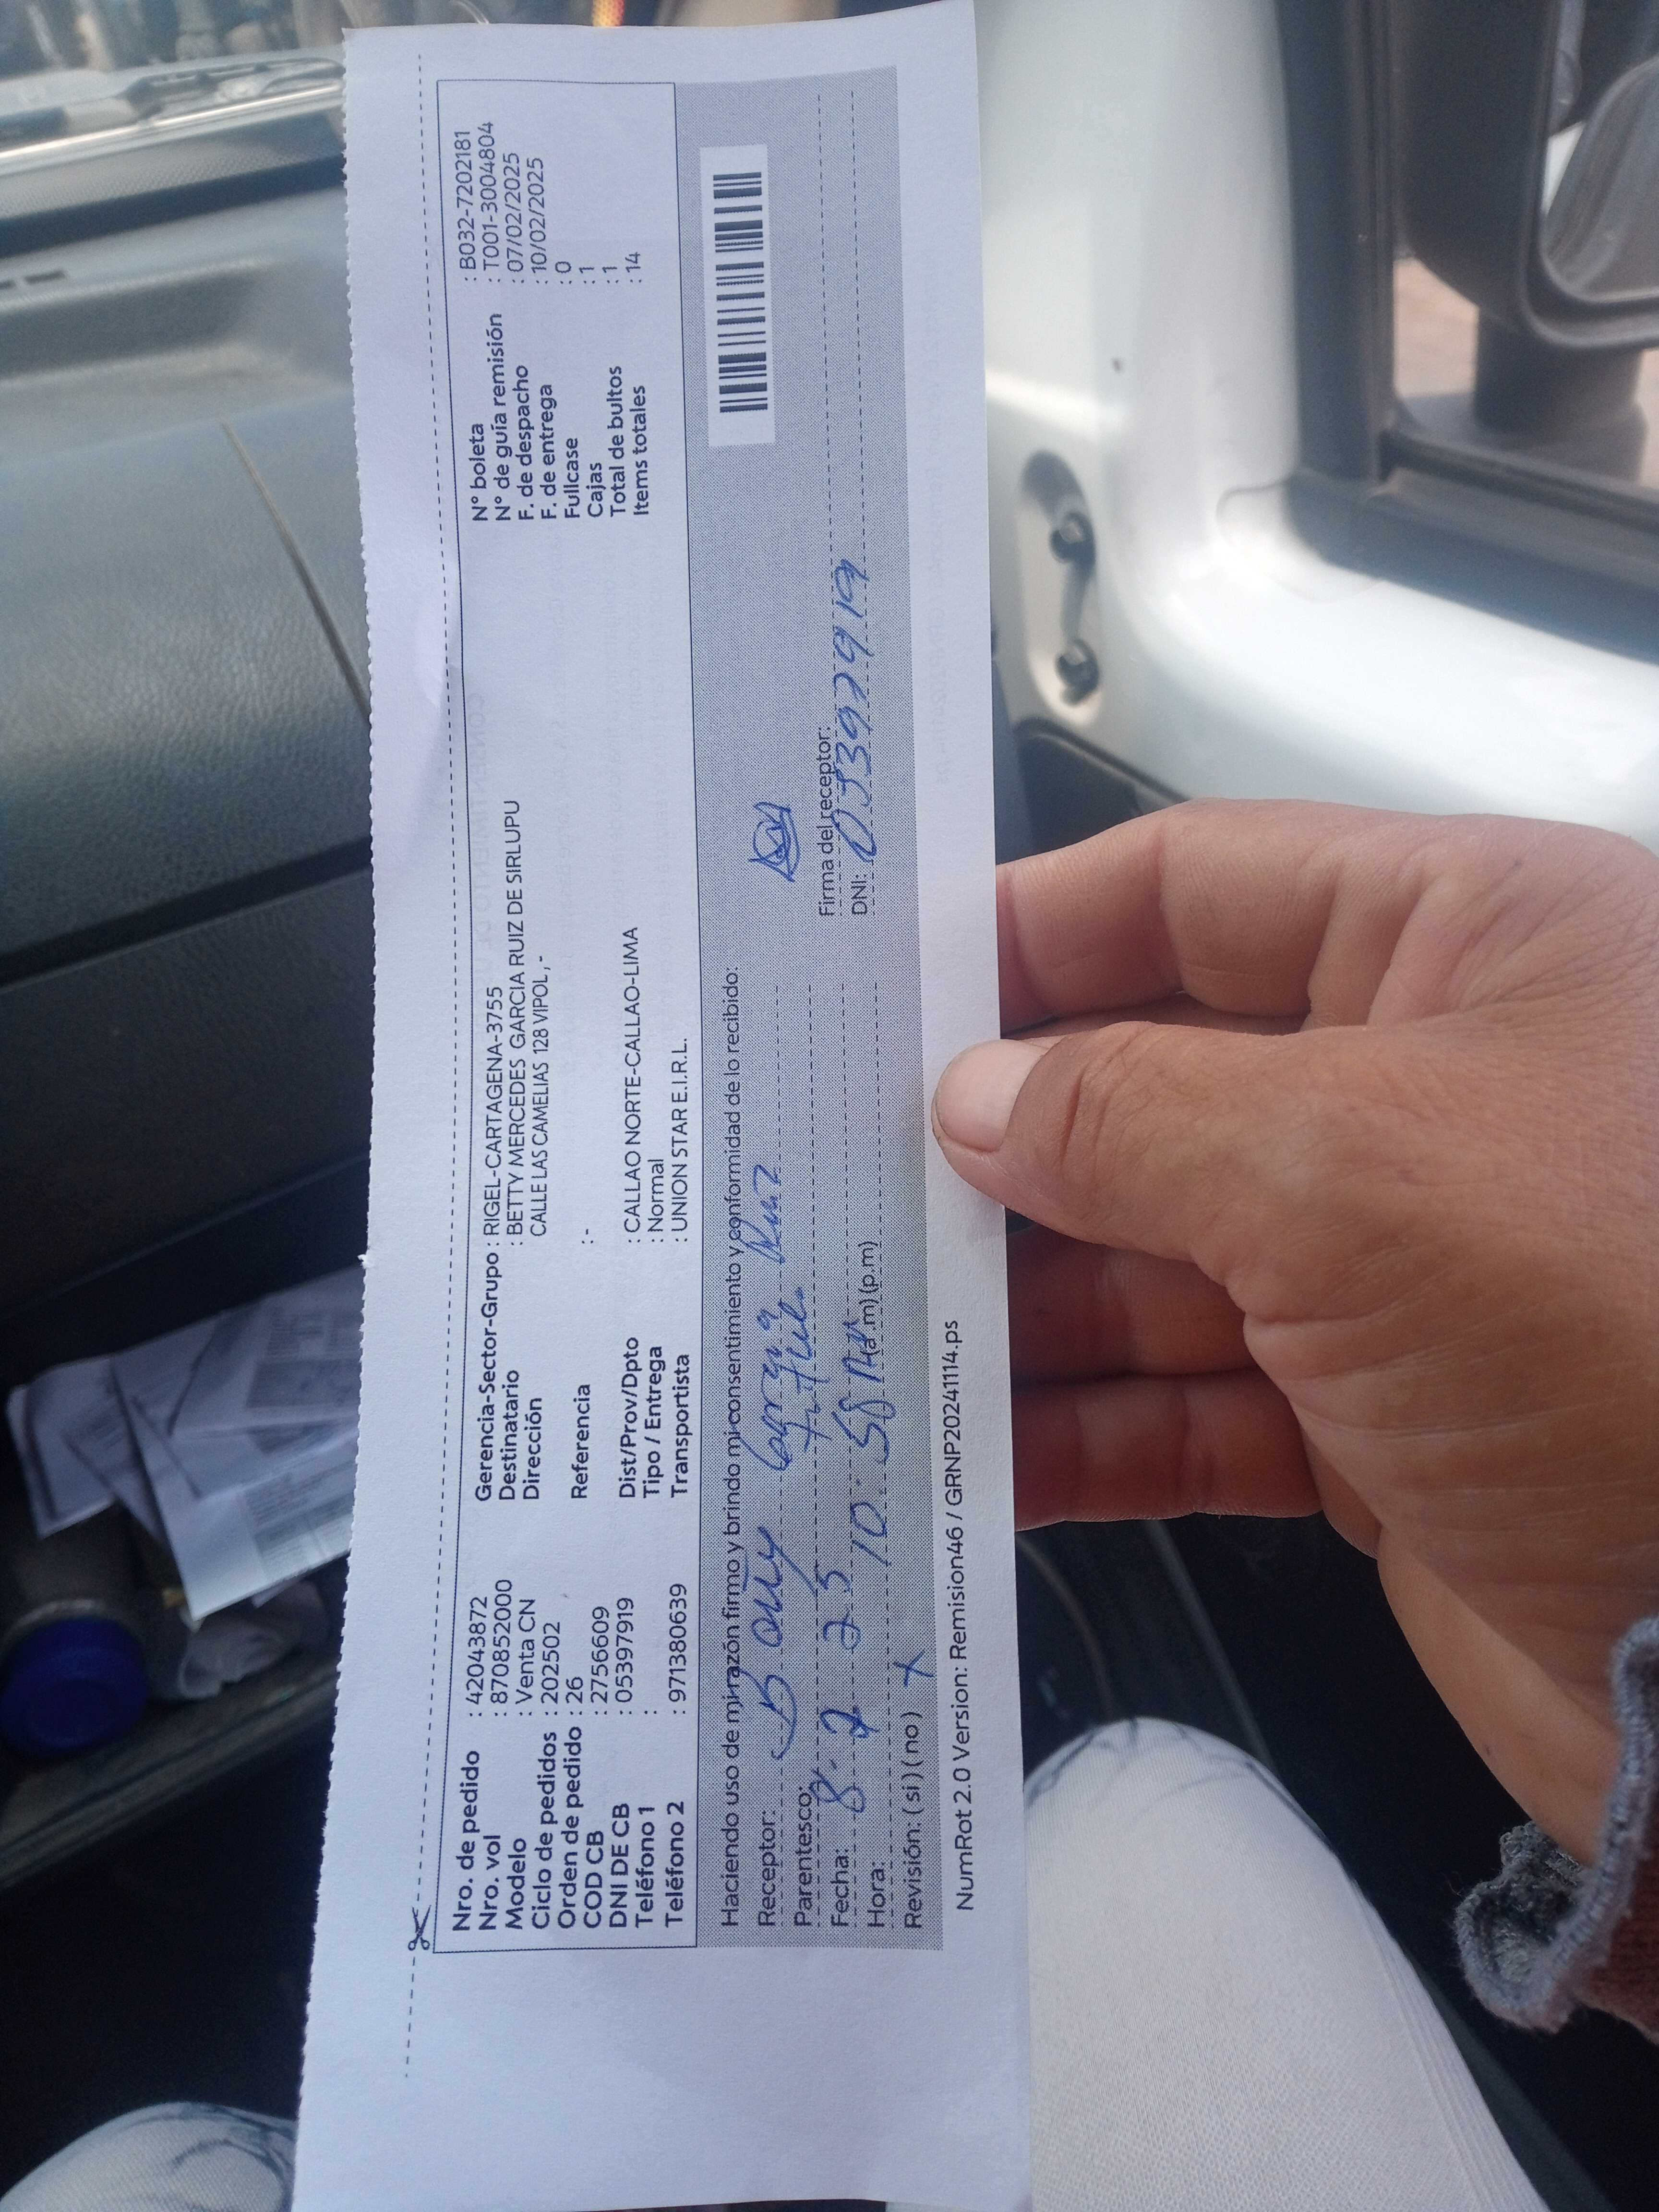 Nro. de pedido : 42043872
Nro. vol : 870852000
Modelo : Venta CN
Ciclo de pedidos : 202502
Orden de pedido : 26
COD CB : 2756609
DNI DE CB : 05397919
Teléfono 1 :
Teléfono 2 : 971380639
Gerencia-Sector-Grupo : RIGEL-CARTAGENA-3755
Destinatario : BETTY MERCEDES GARCIA RUIZ DE SIRLUPU
Dirección CALLE LAS CAMELIAS 128 VIPOL ,-
Referencia :-
Dist/Prov/Dpto : CALLAO NORTE-CALLAO-LIMA
Tipo / Entrega : Normal
Transportista : UNION STAR E.I.R.L.
N° boleta : B032-7202181
N° de guía remisión : T001-3004804
F. de despacho : 07/02/2025
F. de entrega : 10/02/2025
Fullcase : 0
Cajas : 1
Total de bultos : 1
Items totales : 14
Haciendo uso de mi razón firmo y brindo mi consentimiento y conformidad de lo recibido:
Receptor: Garcia Ruiz
Parentesco: Titul.
Fecha: 8. 2 25
Hora: 10: 58 (a.m) (p.m)
Revisión: ( si ) ( no ) X
Firma del receptor:
DNI: 05397919
NumRot 2.0 Version: Remision46 / GRNP20241114.ps